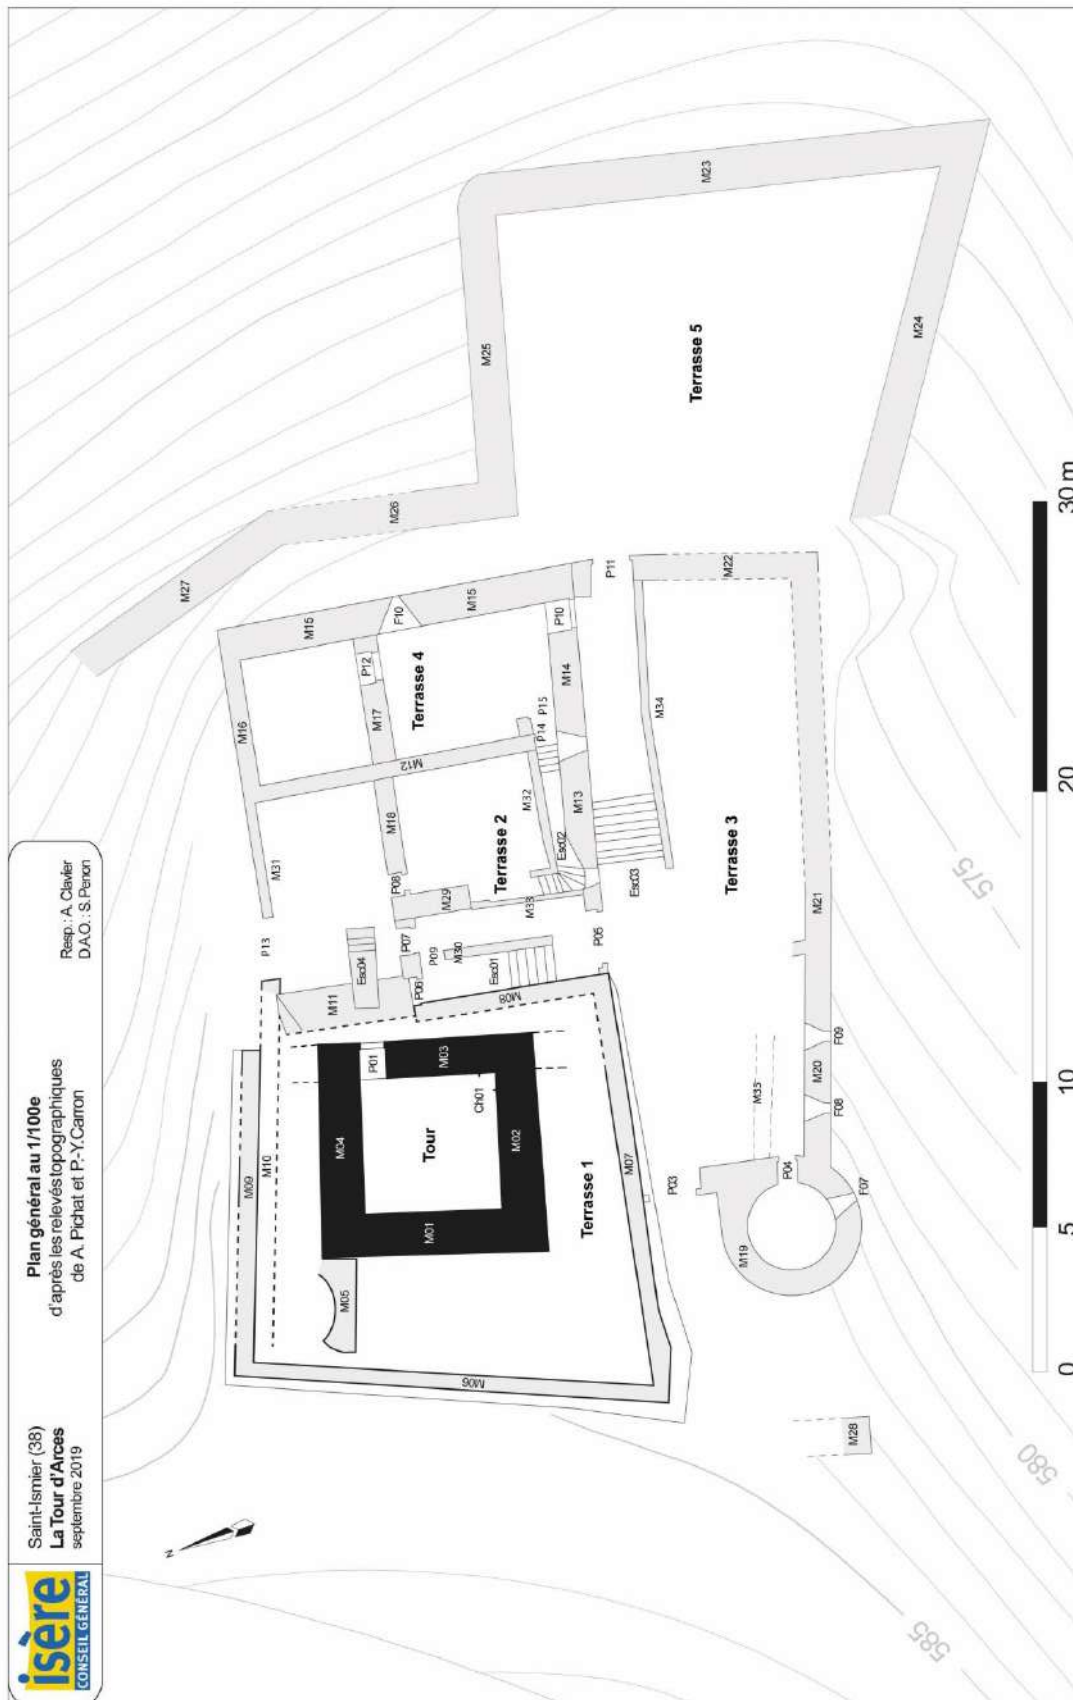 isère
CONSEIL GÉNÉRAL
Saint-Ismier (38)
La Tour d'Arces
septembre 2019
Plan général au 1/100e
d'après les relevés topographiques
de A. Pichat et P.-Y. Carron
Resp.: A. Clavier
D.A.O.: S. Perron
N
M09
M10
M06
M05
M04
M01
Tour
M02
M03
P01
Ch01
Terrasse 1
M07
M08
M11
P13
Esc04
P06
P07
P09
M30
Esc01
P05
M31
P08
M29
M33
M18
Terrasse 2
M32
Esc02
M13
Esc03
M16
M12
M15
P12
M17
F10
Terrasse 4
M15
P14
P15
M14
P10
P11
M34
M22
Terrasse 3
M21
P03
M19
P04
F07
M35
F08
M20
F09
M28
M27
M26
M25
M23
Terrasse 5
M24
585
580
575
0
5
10
20
30 m